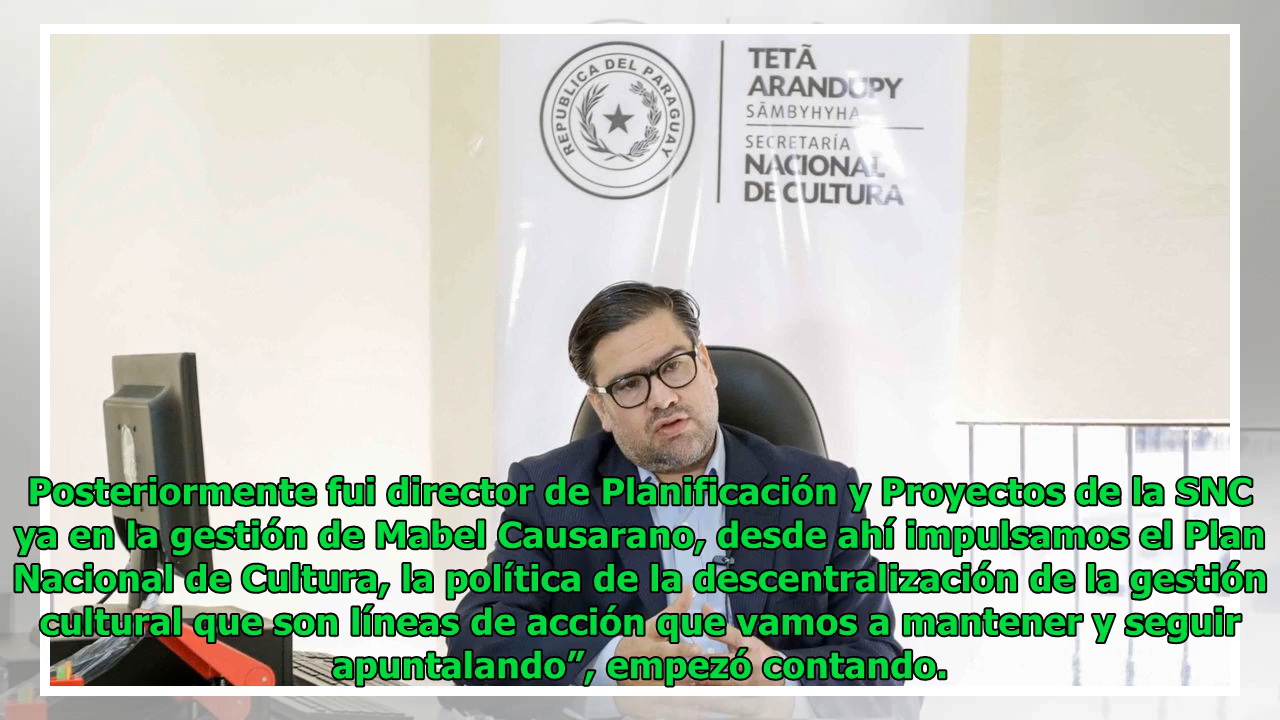 REPÚBLICA DEL PARAGUAY
TETÃ
ARANDUPY
SÃMBYHYHA
SECRETARÍA
NACIONAL
DE CULTURA
Posteriormente fui director de Planificación y Proyectos de la SNC
ya en la gestión de Mabel Causarano, desde ahí impulsamos el Plan
Nacional de Cultura, la política de la descentralización de la gestión
cultural que son líneas de acción que vamos a mantener y seguir
apuntalando”, empezó contando.